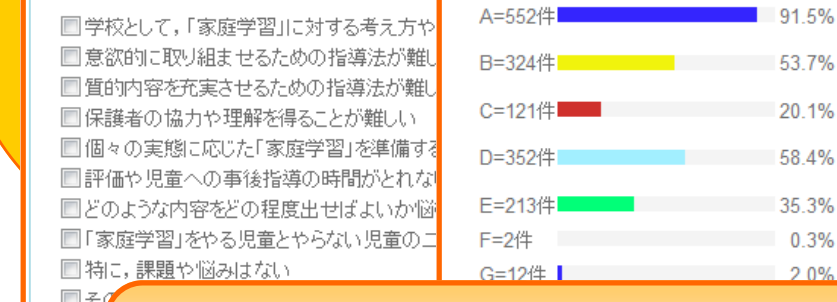 学校として，「家庭学習」に対する考え方や
意欲的に取り組ませるための指導法が難し
質的内容を充実させるための指導法が難し
保護者の協力や理解を得ることが難しい
個々の実態に応じた「家庭学習」を準備する
評価や児童への事後指導の時間がとれな
どのような内容をどの程度出せばよいか悩
「家庭学習」をやる児童とやらない児童の二
特に，課題や悩みはない
その
A=552件 91.5%
B=324件 53.7%
C=121件 20.1%
D=352件 58.4%
E=213件 35.3%
F=2件 0.3%
G=12件 2.0%